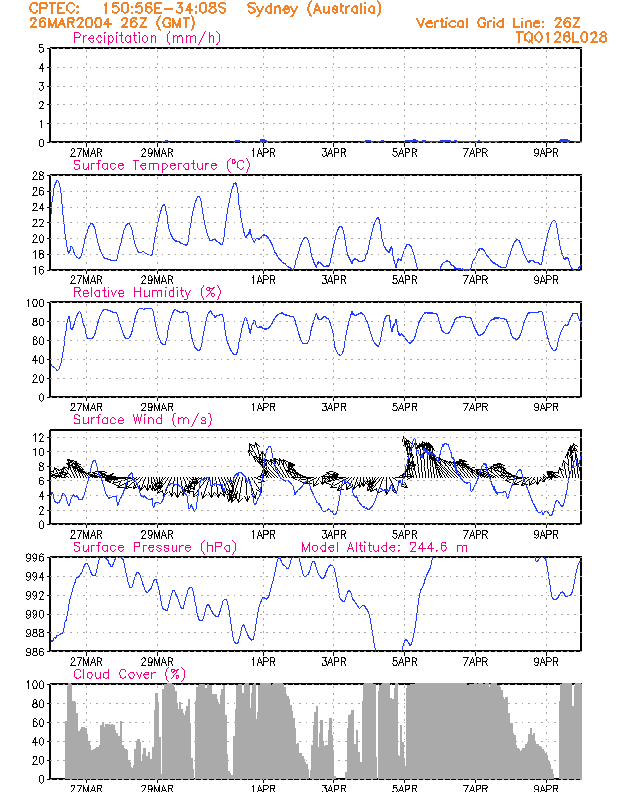 CPTEC: 150:56E-34:08S Sydney (Australia)
26MAR2004 26Z (GMT) Vertical Grid Line: 26Z
Precipitation (mm/h) TQ0126L028
5
4
3
2
1
0
27MAR 29MAR 1APR 3APR 5APR 7APR 9APR
Surface Temperature (°C)
28
26
24
22
20
18
16
27MAR 29MAR 1APR 3APR 5APR 7APR 9APR
Relative Humidity (%)
100
80
60
40
20
0
27MAR 29MAR 1APR 3APR 5APR 7APR 9APR
Surface Wind (m/s)
12
10
8
6
4
2
0
27MAR 29MAR 1APR 3APR 5APR 7APR 9APR
Surface Pressure (hPa) Model Altitude: 244.6 m
996
994
992
990
988
986
27MAR 29MAR 1APR 3APR 5APR 7APR 9APR
Cloud Cover (%)
100
80
60
40
20
0
27MAR 29MAR 1APR 3APR 5APR 7APR 9APR